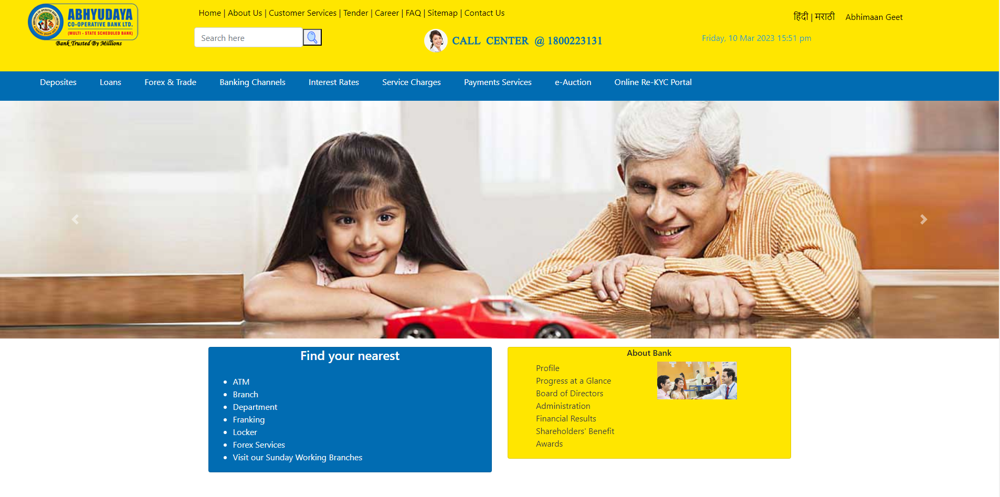 ABHYUDAYA
CO-OPERATIVE BANK LTD.
(MULTI - STATE SCHEDULED BANK)
Bank Trusted By Millions
Home | About Us | Customer Services | Tender | Career | FAQ | Sitemap | Contact Us
हिंदी | मराठी Abhimaan Geet
Search here
CALL CENTER @ 1800223131
Friday, 10 Mar 2023 15:51 pm
Deposites Loans Forex & Trade Banking Channels Interest Rates Service Charges Payments Services e-Auction Online Re-KYC Portal
Find your nearest
ATM
Branch
Department
Franking
Locker
Forex Services
Visit our Sunday Working Branches
About Bank
Profile
Progress at a Glance
Board of Directors
Administration
Financial Results
Shareholders' Benefit
Awards